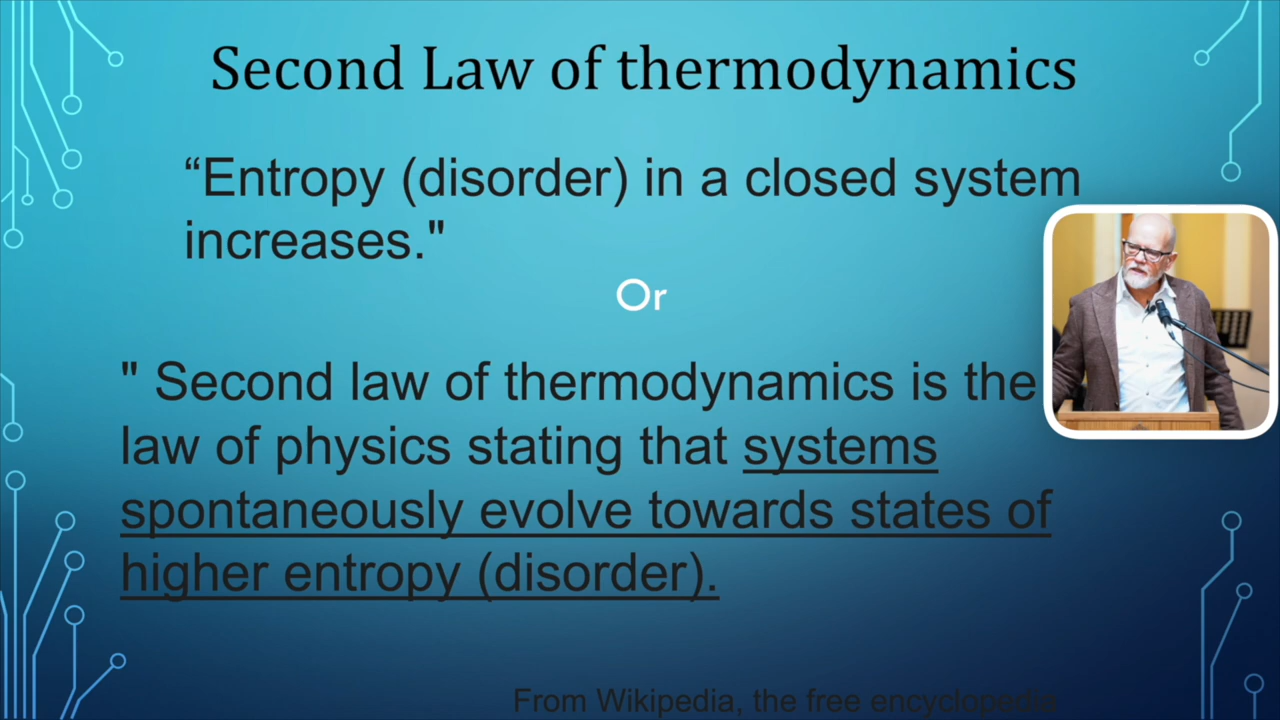 Second Law of thermodynamics
“Entropy (disorder) in a closed system
increases."
Or
" Second law of thermodynamics is the
law of physics stating that systems
spontaneously evolve towards states of
higher entropy (disorder).
From Wikipedia, the free encyclopedia